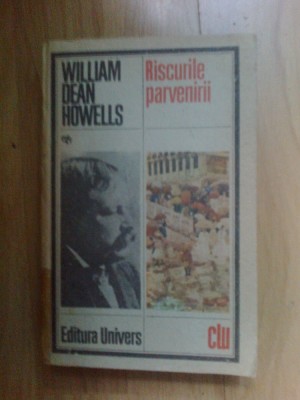 WILLIAM
DEAN
HOWELLS
Riscurile
parvenirii
Editura Univers
clu